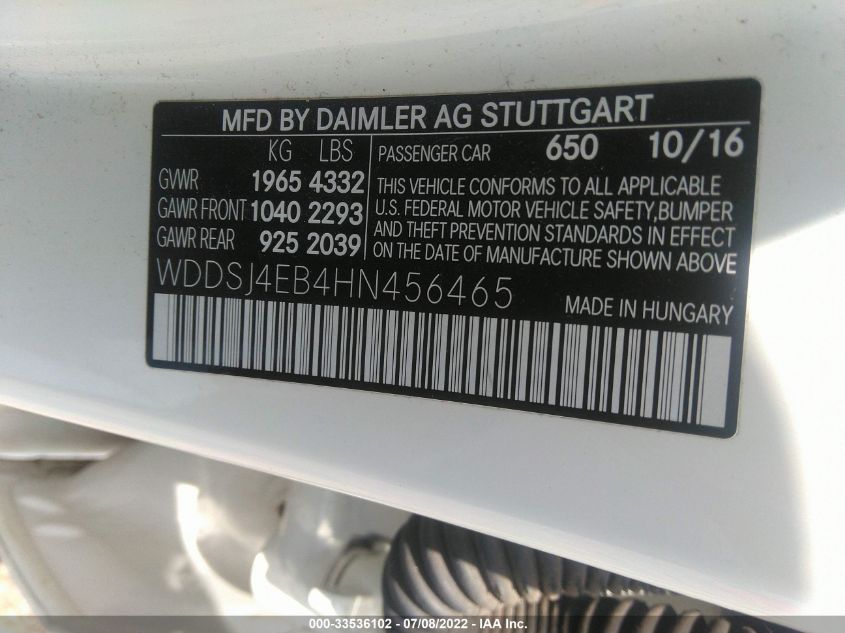 MFD BY DAIMLER AG STUTTGART
KG LBS
GVWR 1965 4332
GAWR FRONT 1040 2293
GAWR REAR 925 2039
PASSENGER CAR 650 10/16
THIS VEHICLE CONFORMS TO ALL APPLICABLE
U.S. FEDERAL MOTOR VEHICLE SAFETY,BUMPER
AND THEFT PREVENTION STANDARDS IN EFFECT
ON THE DATE OF MANUFACTURE SHOWN ABOVE
WDDSJ4EB4HN456465
MADE IN HUNGARY
000-33536102 - 07/08/2022 - IAA Inc.